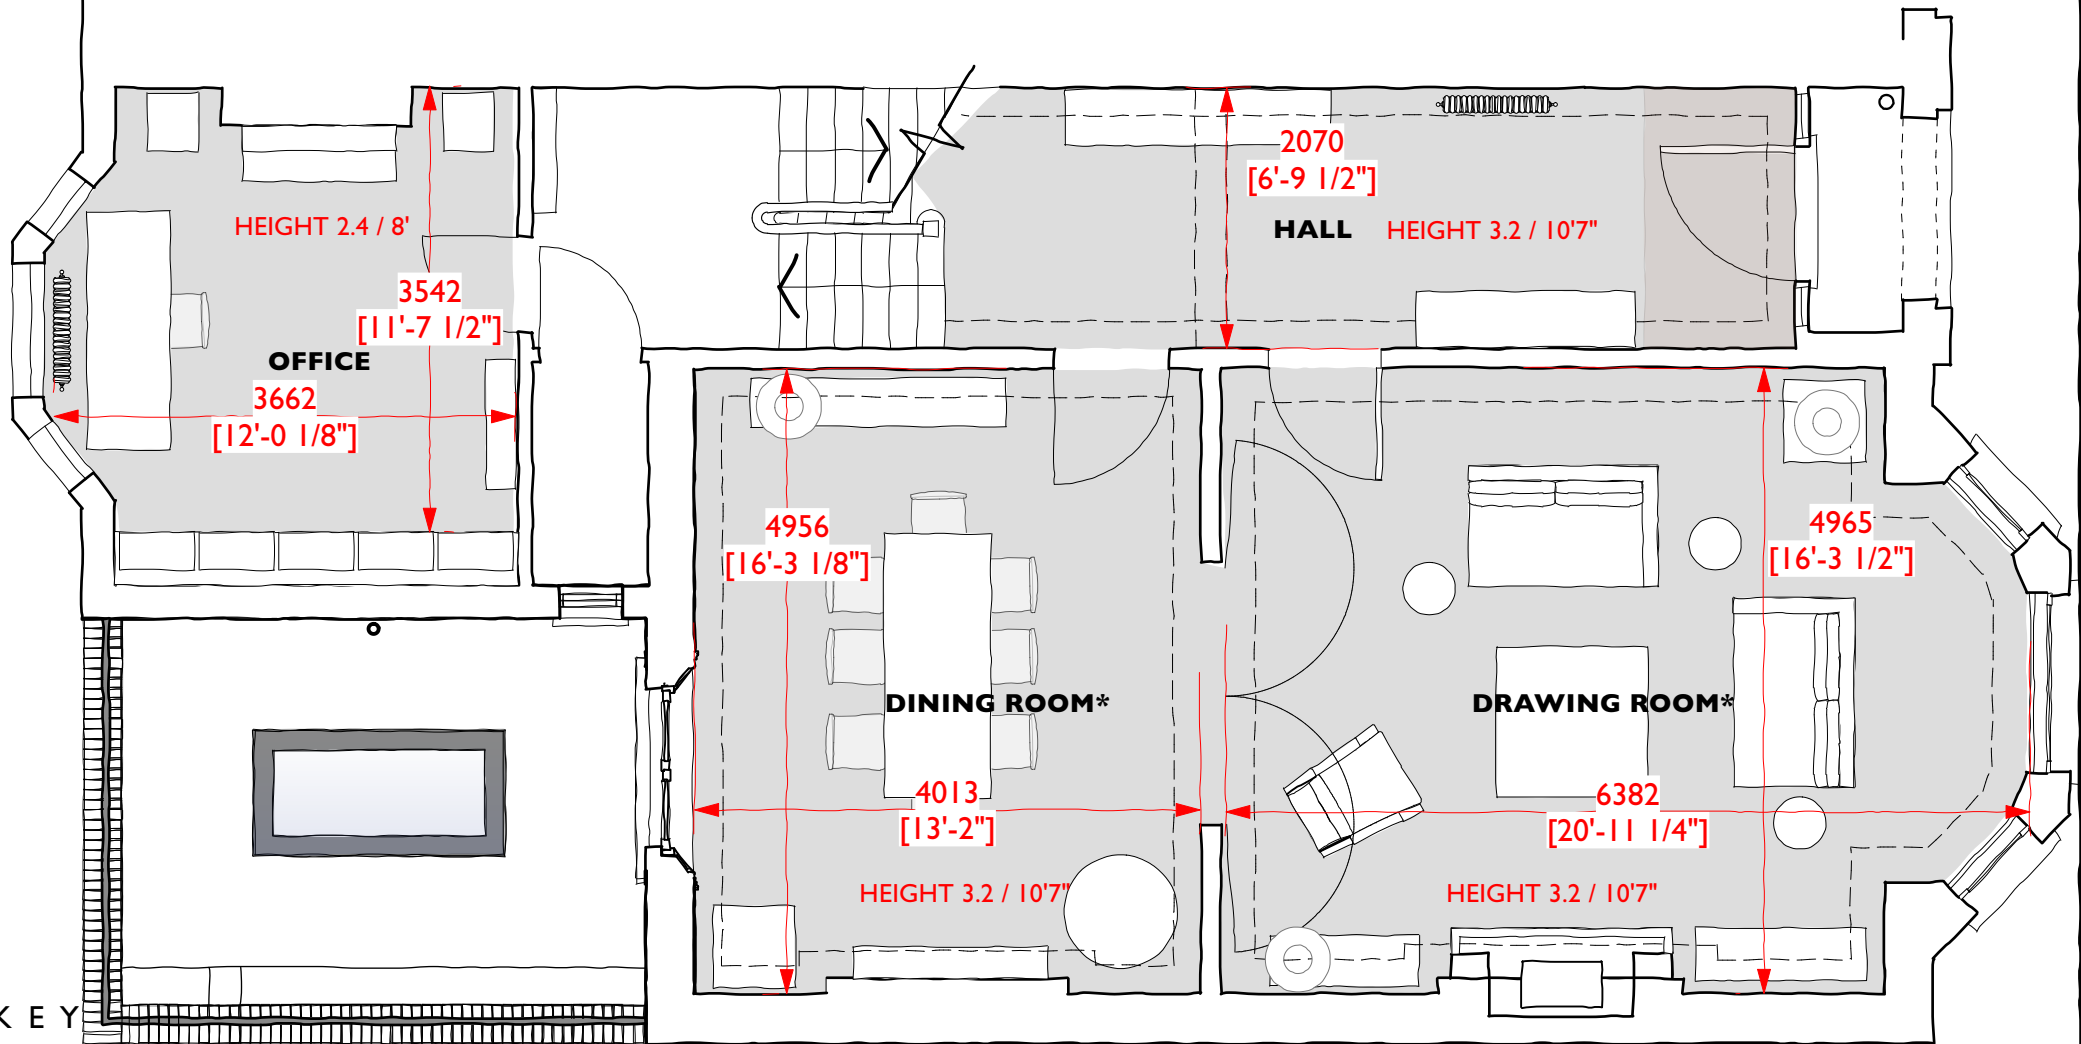 HEIGHT 2.4 / 8'
3542
[11'-7 1/2"]
OFFICE
3662
[12'-0 1/8"]
2070
[6'-9 1/2"]
HALL HEIGHT 3.2 / 10'7"
4956
[16'-3 1/8"]
DINING ROOM*
4013
[13'-2"]
HEIGHT 3.2 / 10'7"
4965
[16'-3 1/2"]
DRAWING ROOM*
6382
[20'-11 1/4"]
HEIGHT 3.2 / 10'7"
KEY